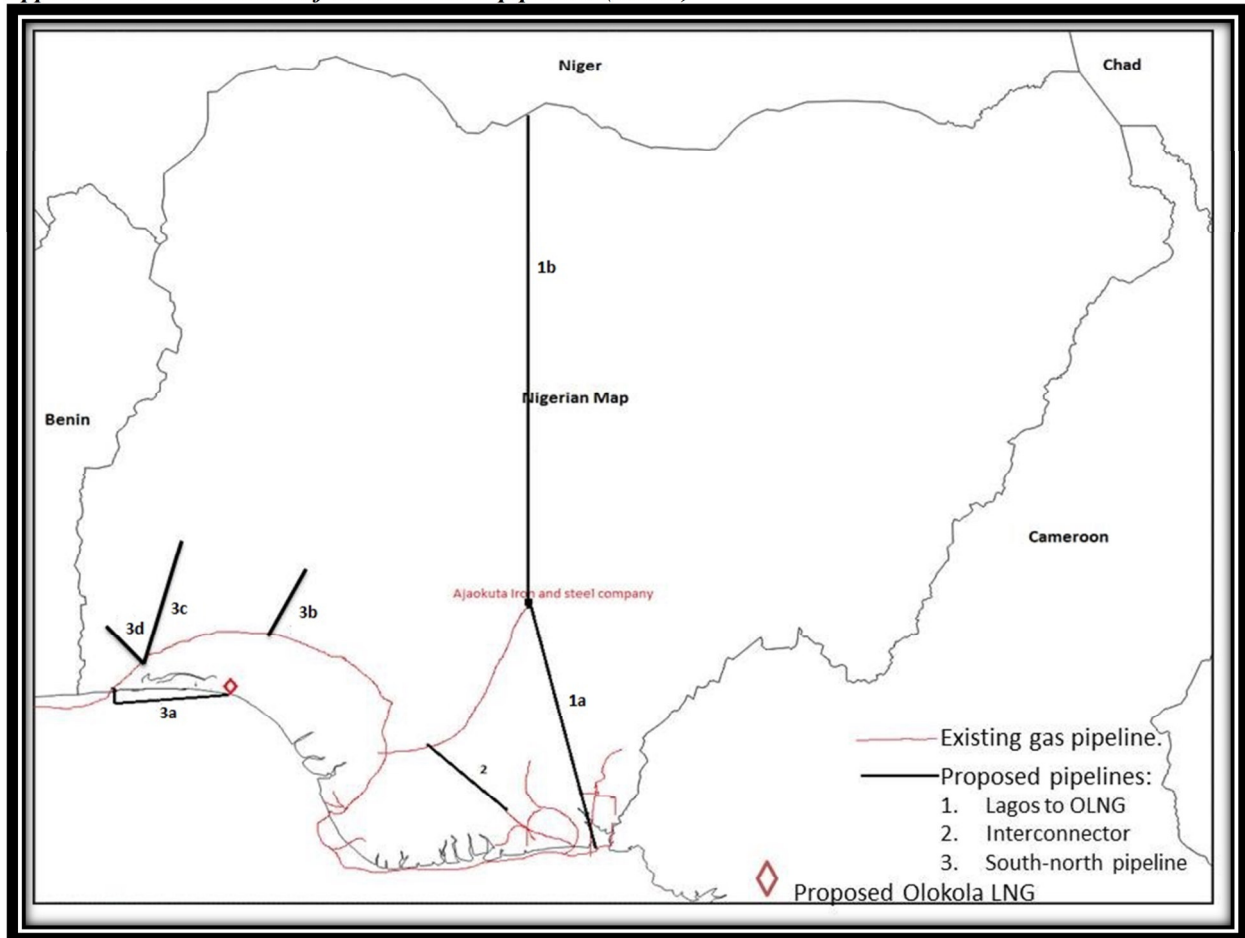 Niger
Chad
1b
Nigerian Map
Benin
Cameroon
Ajaokuta Iron and steel company
3c
3b
3d
1a
3a
2
Existing gas pipeline.
Proposed pipelines:
1. Lagos to OLNG
2. Interconnector
3. South-north pipeline
Proposed Olokola LNG